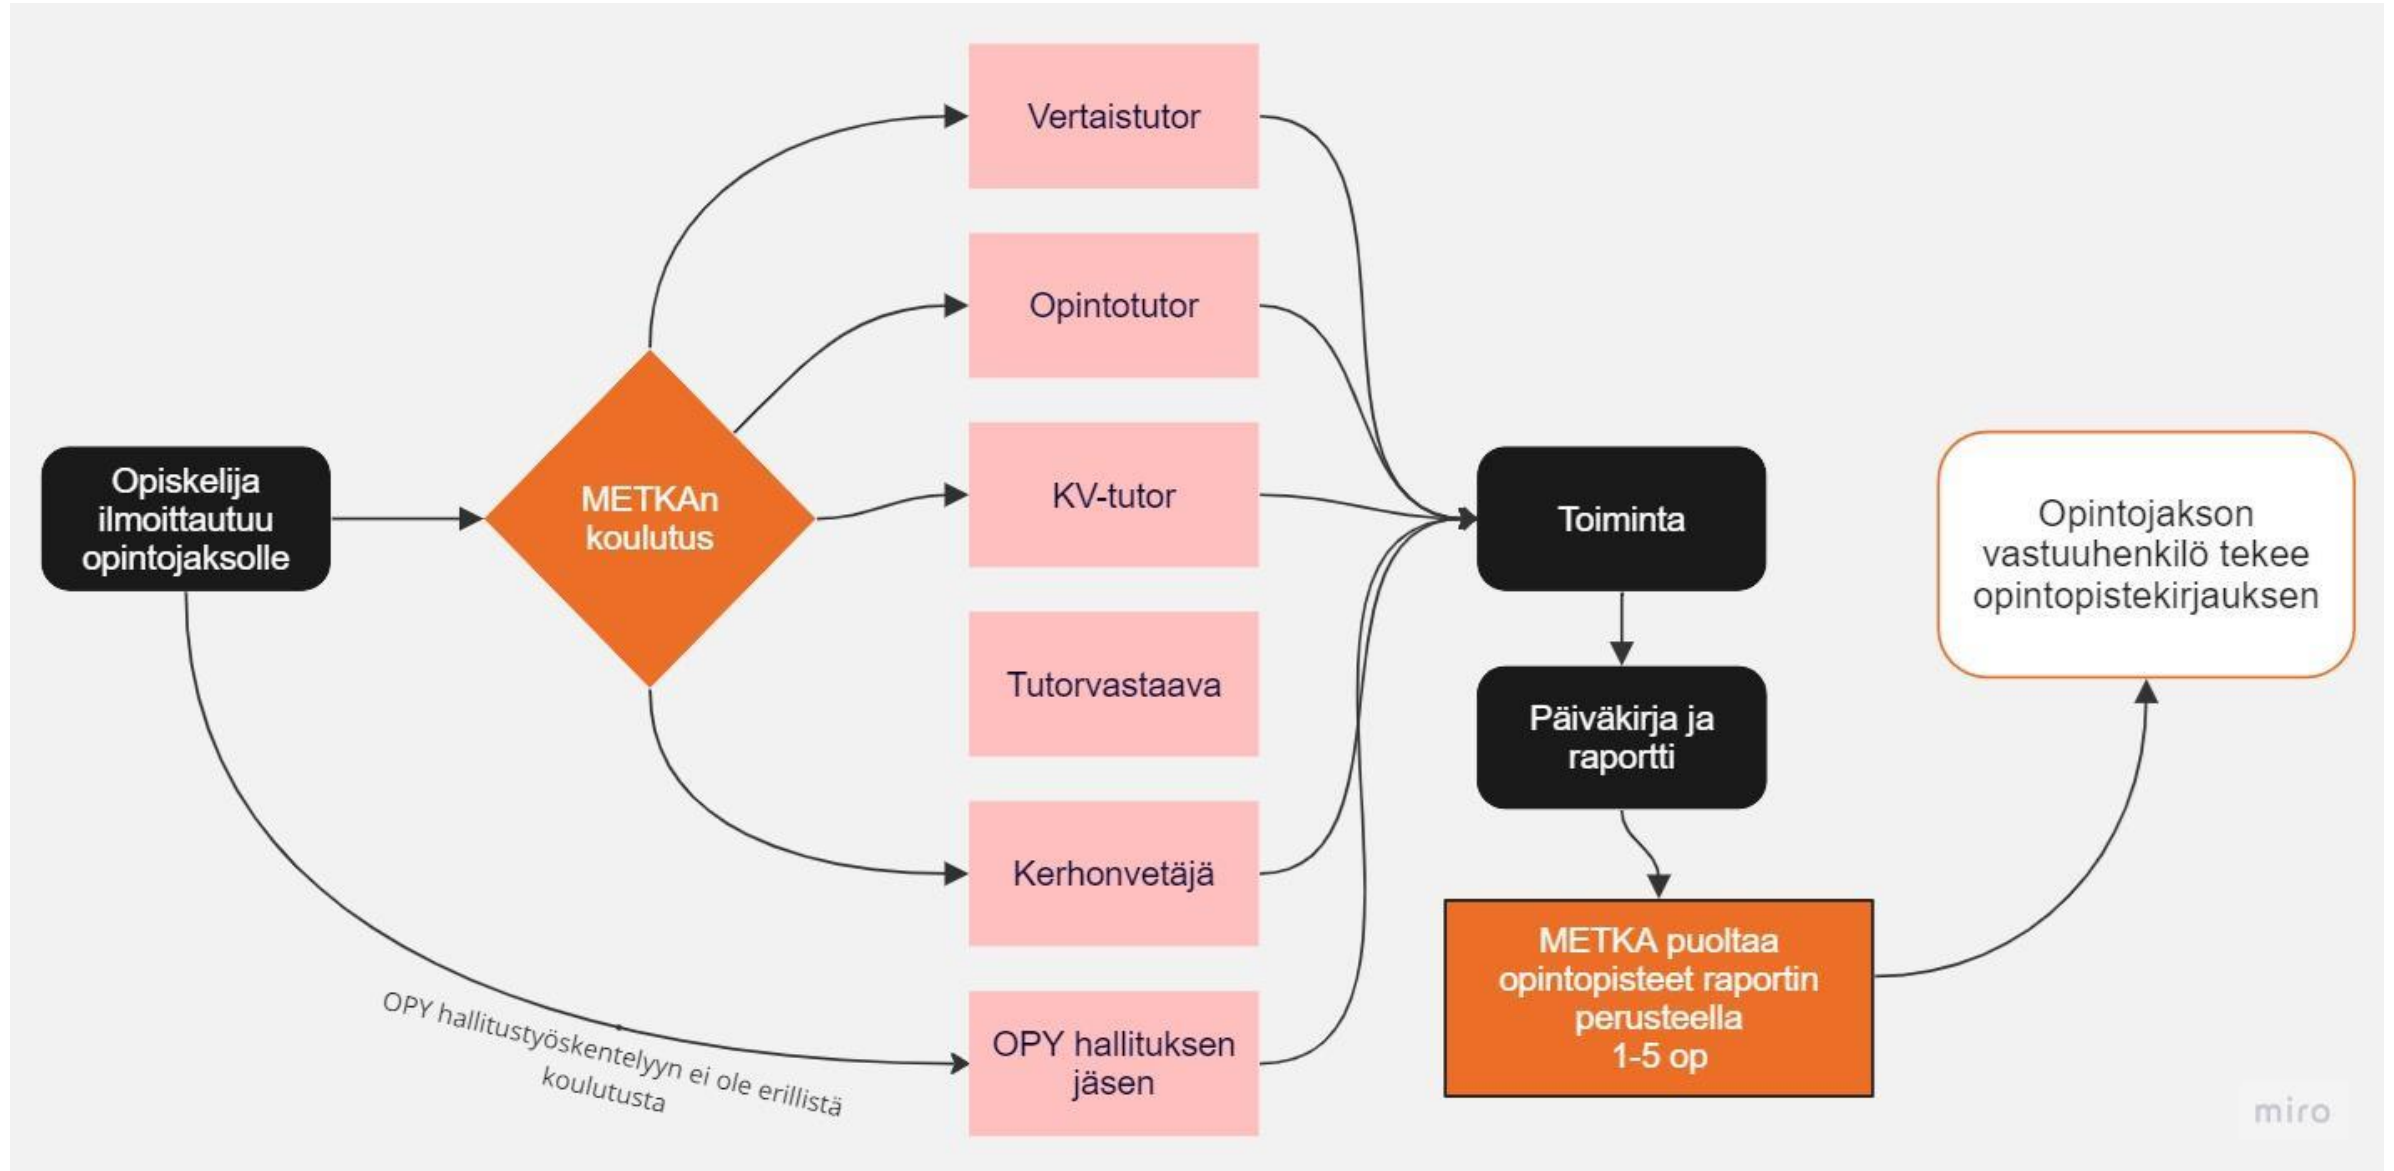 Opiskelija
ilmoittautuu
opintojaksolle
METKAn
koulutus
Vertaistutor
Opintotutor
KV-tutor
Tutorvastaava
Kerhonvetäjä
OPY hallituksen
jäsen
OPY hallitustyöskentelyyn ei ole erillistä
koulutusta
Toiminta
Päiväkirja ja
raportti
METKA puoltaa
opintopisteet raportin
perusteella
1-5 op
Opintojakson
vastuuhenkilö tekee
opintopistekirjauksen
miro